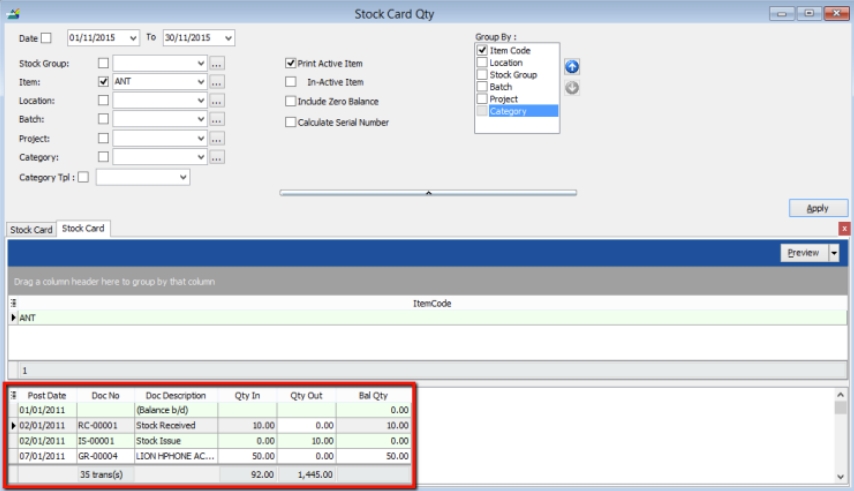 Stock Card Qty
Date 01/11/2015 To 30/11/2015
Group By :
Stock Group:
Item: ANT
Location:
Batch:
Project:
Category:
Category Tpl :
Print Active Item
In-Active Item
Include Zero Balance
Calculate Serial Number
Item Code
Location
Stock Group
Batch
Project
Category
Apply
Stock Card Stock Card
Preview
Drag a column header here to group by that column
ItemCode
ANT
1
Post Date Doc No Doc Description Qty In Qty Out Bal Qty
01/01/2011 (Balance b/d) 0.00
02/01/2011 RC-00001 Stock Received 10.00 0.00 10.00
02/01/2011 IS-00001 Stock Issue 0.00 10.00 0.00
07/01/2011 GR-00004 LION HPHONE AC... 50.00 0.00 50.00
35 trans(s) 92.00 1,445.00